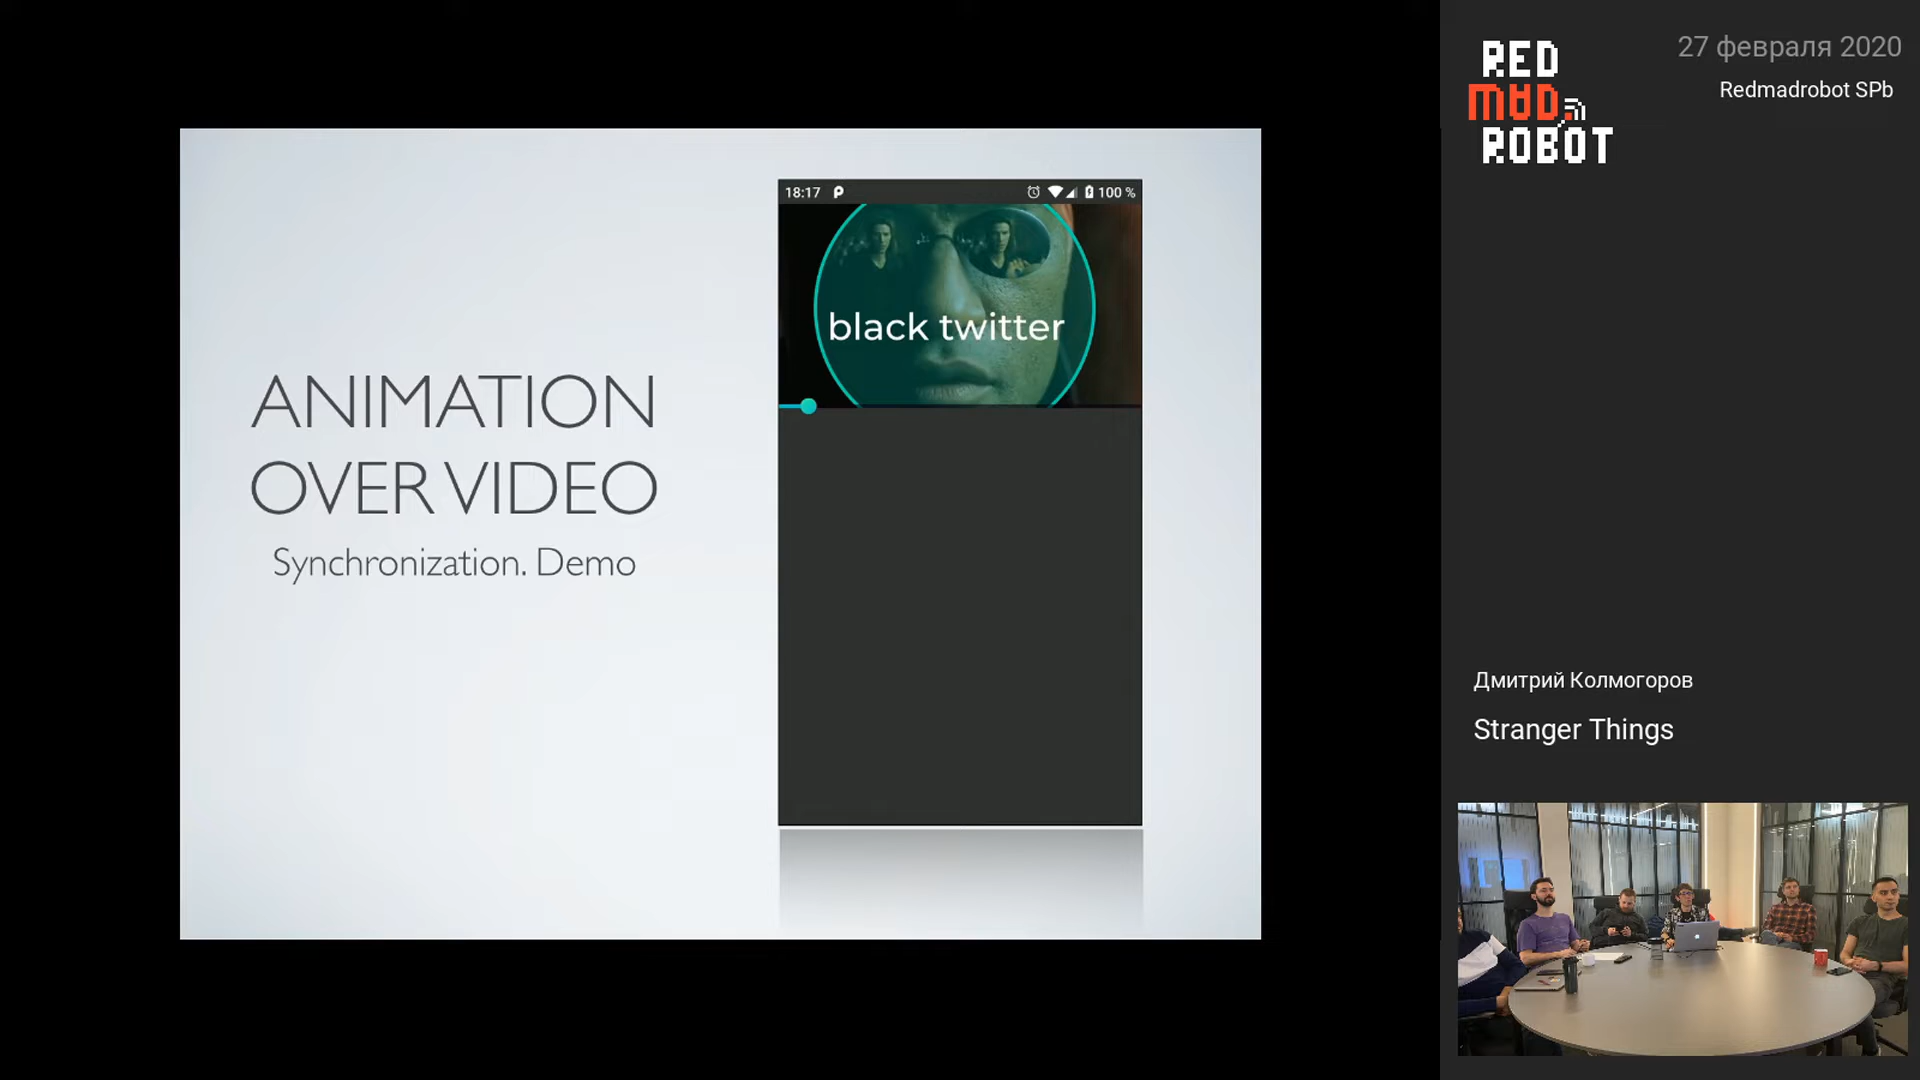 ANIMATION
OVER VIDEO
Synchronization. Demo
18:17
100 %
black twitter
RED
MAD
ROBOT
27 февраля 2020
Redmadrobot SPb
Дмитрий Колмогоров
Stranger Things